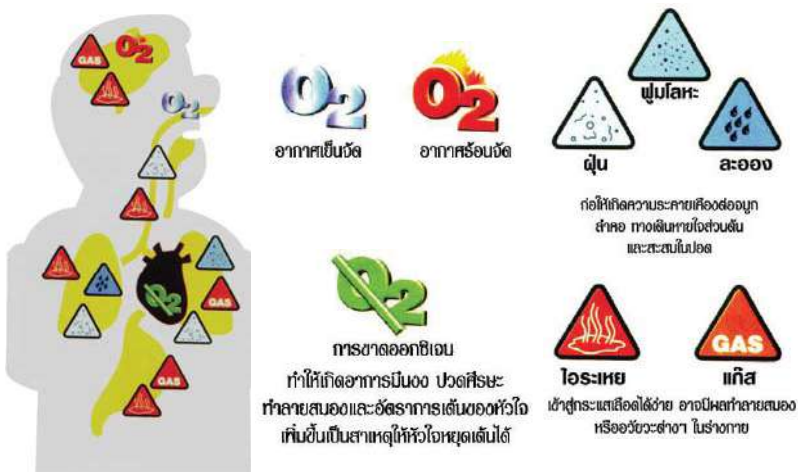 GAS
O2
O2
O2
อากาศเย็นจัด
O2
อากาศร้อนจัด
ฟูมโลหะ
ฝุ่น
ละออง
ก่อให้เกิดความระคายเคืองต่อจมูก
ลำคอ ทางเดินหายใจส่วนต้น
และสะสมในปอด
O2
GAS
GAS
O2
การขาดออกซิเจน
ทำให้เกิดอาการมึนงง ปวดศีรษะ
ทำลายสมองและอัตราการเต้นของหัวใจ
เพิ่มขึ้นเป็นสาเหตุให้หัวใจหยุดเต้นได้
ไอระเหย
GAS
แก๊ส
เข้าสู่กระแสเลือดได้ง่าย อาจมีผลทำลายสมอง
หรืออวัยวะต่างๆ ในร่างกาย